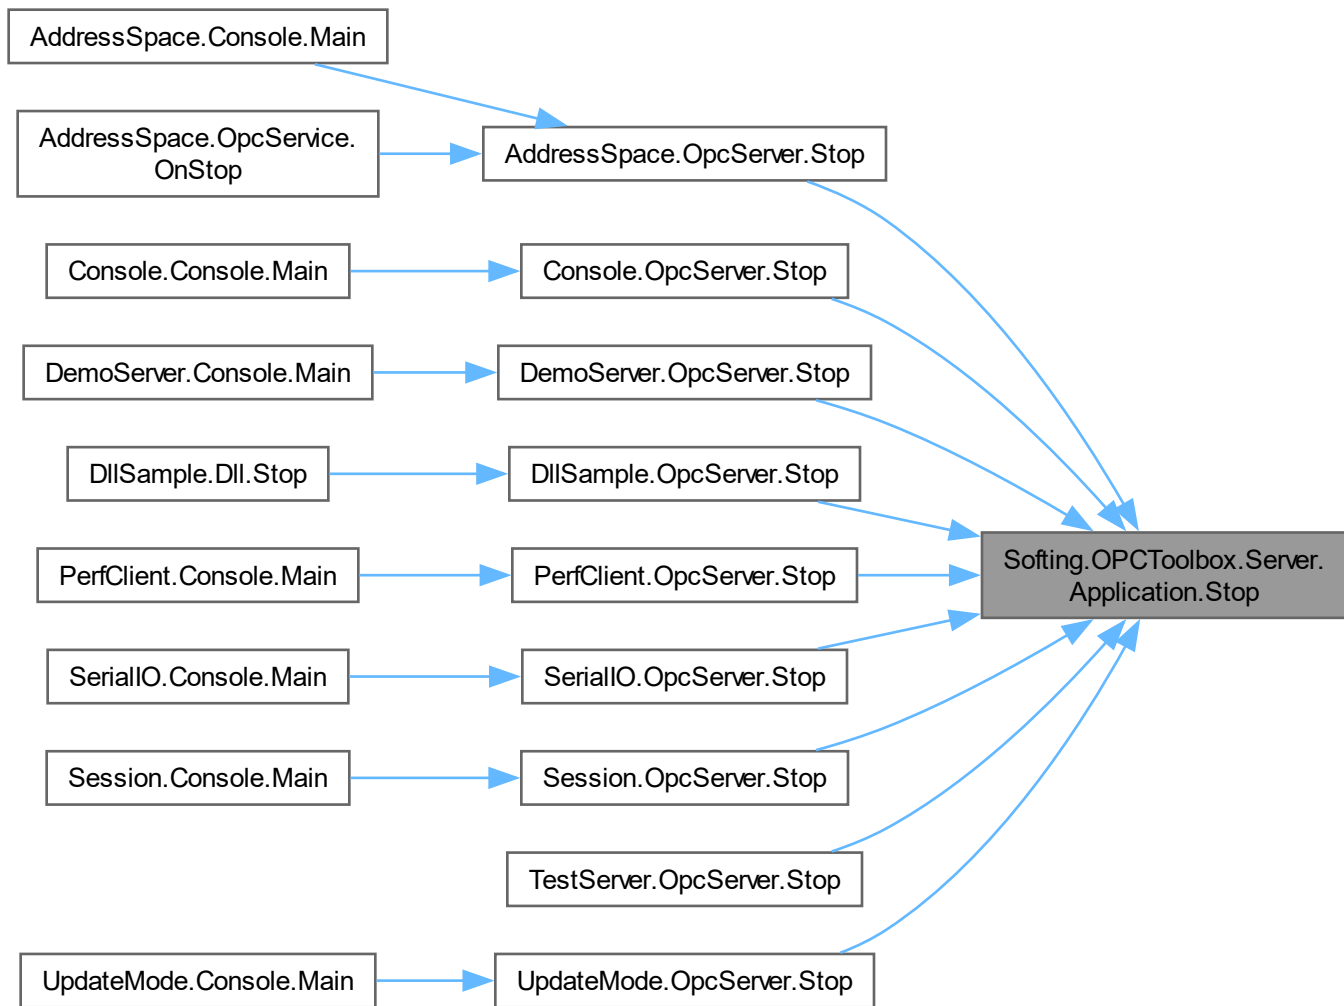 AddressSpace.Console.Main
AddressSpace.OpcService.
OnStop
AddressSpace.OpcServer.Stop
Console.Console.Main
Console.OpcServer.Stop
DemoServer.Console.Main
DemoServer.OpcServer.Stop
DllSample.Dll.Stop
DllSample.OpcServer.Stop
Softing.OPCToolbox.Server.
Application.Stop
PerfClient.Console.Main
PerfClient.OpcServer.Stop
SerialIO.Console.Main
SerialIO.OpcServer.Stop
Session.Console.Main
Session.OpcServer.Stop
TestServer.OpcServer.Stop
UpdateMode.Console.Main
UpdateMode.OpcServer.Stop